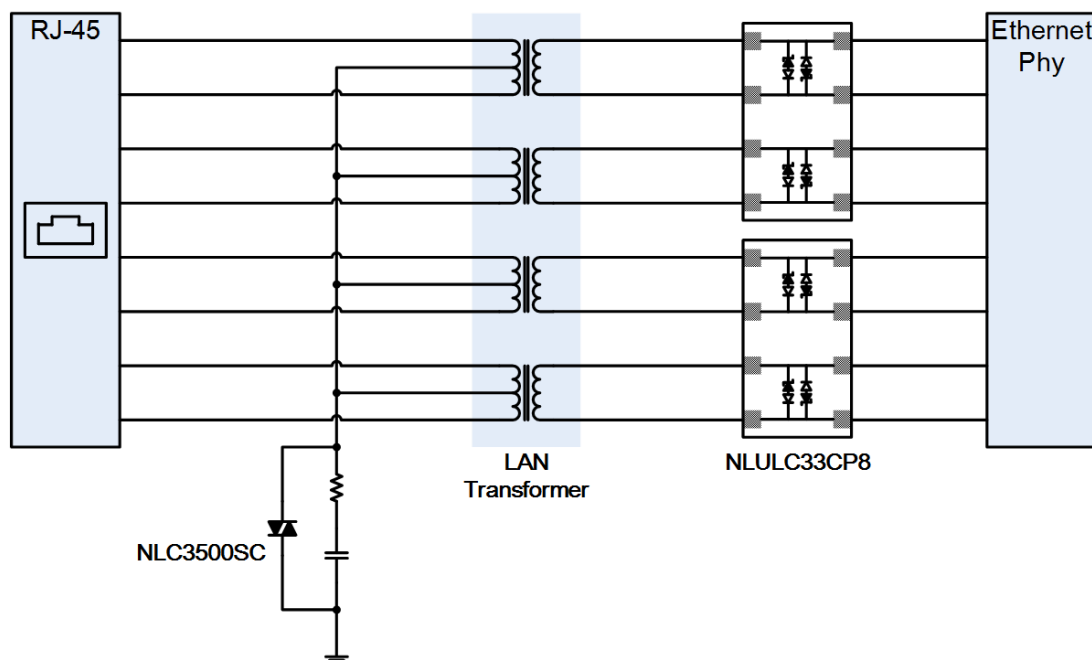 RJ-45
Ethernet
Phy
LAN
Transformer
NLULC33CP8
NLC3500SC